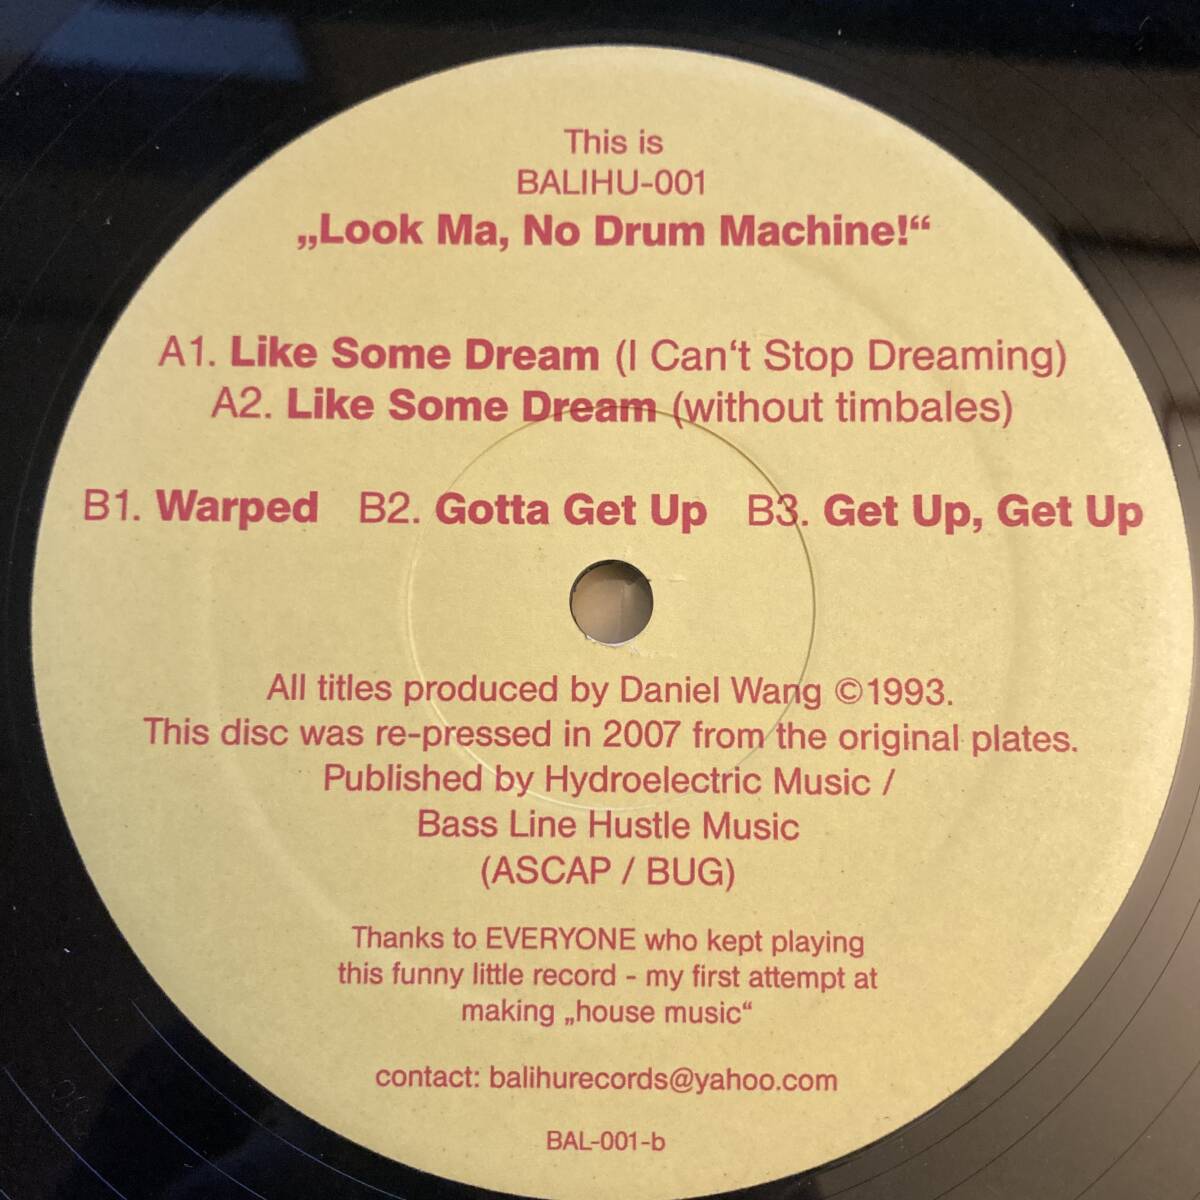 This is
BALIHU-001
„Look Ma, No Drum Machine!“
A1. Like Some Dream (I Can‘t Stop Dreaming)
A2. Like Some Dream (without timbales)
B1. Warped B2. Gotta Get Up B3. Get Up, Get Up
All titles produced by Daniel Wang ©1993.
This disc was re-pressed in 2007 from the original plates.
Published by Hydroelectric Music /
Bass Line Hustle Music
(ASCAP / BUG)
Thanks to EVERYONE who kept playing
this funny little record - my first attempt at
making „house music“
contact: balihurecords@yahoo.com
BAL-001-b